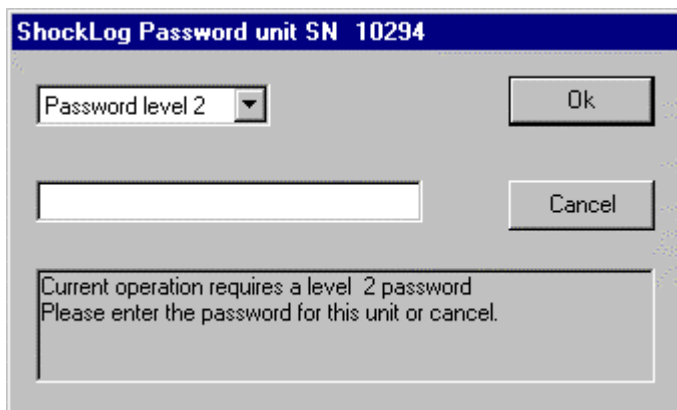 ShockLog Password unit SN 10294
Password level 2
Ok
Cancel
Current operation requires a level 2 password
Please enter the password for this unit or cancel.